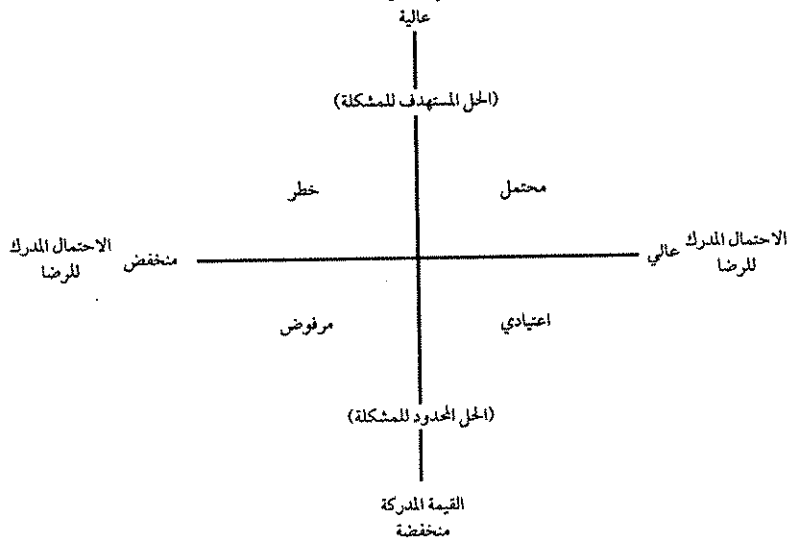 عالية
(الحل المستهدف للمشكلة)
محتمل
خطر
الاحتمال المدرك
للرضا
عالي
منخفض
الاحتمال المدرك
للرضا
اعتيادي
مرفوض
(الحل المحدود للمشكلة)
القيمة المدركة
منخفضة